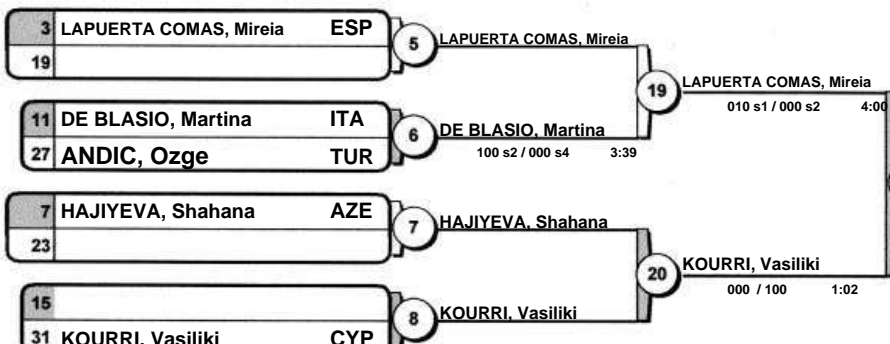 3 LAPUERTA COMAS, Mireia ESP
19
5
LAPUERTA COMAS, Mireia
11 DE BLASIO, Martina ITA
27 ANDIC, Ozge TUR
6
DE BLASIO, Martina
100 s2 / 000 s4 3:39
19
LAPUERTA COMAS, Mireia
010 s1 / 000 s2 4:00
7 HAJIYEVA, Shahana AZE
23
7
HAJIYEVA, Shahana
15
31 KOURRI, Vasiliki CYP
8
KOURRI, Vasiliki
20
KOURRI, Vasiliki
000 / 100 1:02